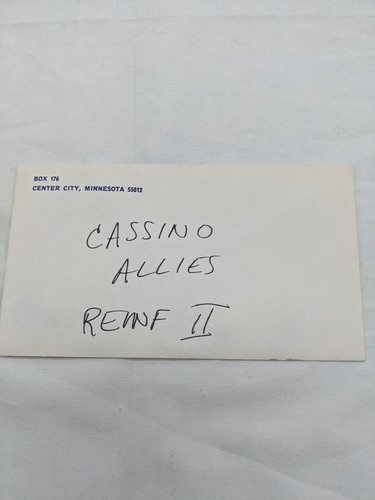 BOX 176
CENTER CITY, MINNESOTA 55012
CASSINO
ALLIES
REINF II